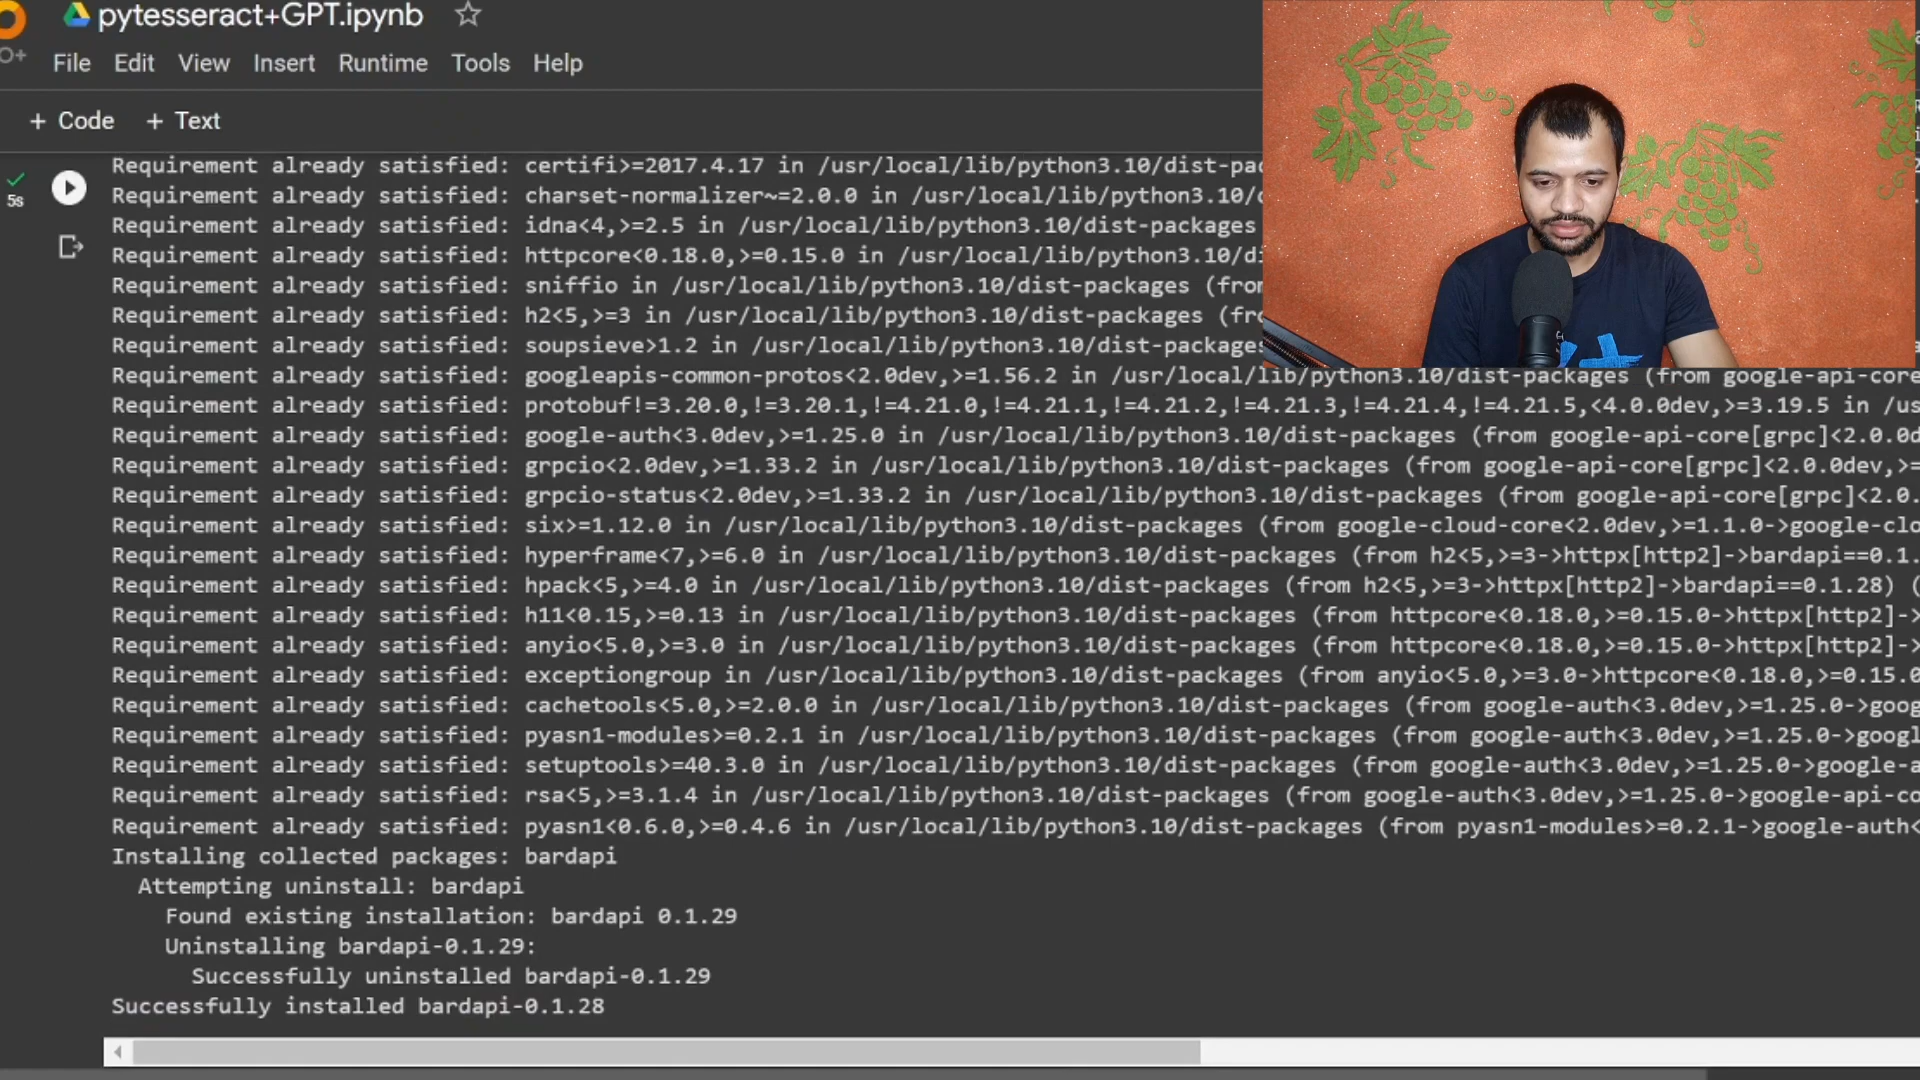 pytesseract+GPT.ipynb
File Edit View Insert Runtime Tools Help
+ Code + Text
5s
Requirement already satisfied: certifi>=2017.4.17 in /usr/local/lib/python3.10/dist-pac
Requirement already satisfied: charset-normalizer~=2.0.0 in /usr/local/lib/python3.10/
Requirement already satisfied: idna<4,>=2.5 in /usr/local/lib/python3.10/dist-packages
Requirement already satisfied: httpcore<0.18.0,>=0.15.0 in /usr/local/lib/python3.10/di
Requirement already satisfied: sniffio in /usr/local/lib/python3.10/dist-packages (fro
Requirement already satisfied: h2<5,>=3 in /usr/local/lib/python3.10/dist-packages (fr
Requirement already satisfied: soupsieve>1.2 in /usr/local/lib/python3.10/dist-package
Requirement already satisfied: googleapis-common-protos<2.0dev,>=1.56.2 in /usr/local/lib/python3.10/dist-packages (from google-api-core
Requirement already satisfied: protobuf!=3.20.0,!=3.20.1,!=4.21.0,!=4.21.1,!=4.21.2,!=4.21.3,!=4.21.4,!=4.21.5,<4.0.0dev,>=3.19.5 in /us
Requirement already satisfied: google-auth<3.0dev,>=1.25.0 in /usr/local/lib/python3.10/dist-packages (from google-api-core[grpc]<2.0.0d
Requirement already satisfied: grpcio<2.0dev,>=1.33.2 in /usr/local/lib/python3.10/dist-packages (from google-api-core[grpc]<2.0.0dev,>=
Requirement already satisfied: grpcio-status<2.0dev,>=1.33.2 in /usr/local/lib/python3.10/dist-packages (from google-api-core[grpc]<2.0.
Requirement already satisfied: six>=1.12.0 in /usr/local/lib/python3.10/dist-packages (from google-cloud-core<2.0dev,>=1.1.0->google-clo
Requirement already satisfied: hyperframe<7,>=6.0 in /usr/local/lib/python3.10/dist-packages (from h2<5,>=3->httpx[http2]->bardapi==0.1.
Requirement already satisfied: hpack<5,>=4.0 in /usr/local/lib/python3.10/dist-packages (from h2<5,>=3->httpx[http2]->bardapi==0.1.28) (
Requirement already satisfied: h11<0.15,>=0.13 in /usr/local/lib/python3.10/dist-packages (from httpcore<0.18.0,>=0.15.0->httpx[http2]->
Requirement already satisfied: anyio<5.0,>=3.0 in /usr/local/lib/python3.10/dist-packages (from httpcore<0.18.0,>=0.15.0->httpx[http2]->
Requirement already satisfied: exceptiongroup in /usr/local/lib/python3.10/dist-packages (from anyio<5.0,>=3.0->httpcore<0.18.0,>=0.15.0
Requirement already satisfied: cachetools<5.0,>=2.0.0 in /usr/local/lib/python3.10/dist-packages (from google-auth<3.0dev,>=1.25.0->goog
Requirement already satisfied: pyasn1-modules>=0.2.1 in /usr/local/lib/python3.10/dist-packages (from google-auth<3.0dev,>=1.25.0->googl
Requirement already satisfied: setuptools>=40.3.0 in /usr/local/lib/python3.10/dist-packages (from google-auth<3.0dev,>=1.25.0->google-a
Requirement already satisfied: rsa<5,>=3.1.4 in /usr/local/lib/python3.10/dist-packages (from google-auth<3.0dev,>=1.25.0->google-api-co
Requirement already satisfied: pyasn1<0.6.0,>=0.4.6 in /usr/local/lib/python3.10/dist-packages (from pyasn1-modules>=0.2.1->google-auth<
Installing collected packages: bardapi
Attempting uninstall: bardapi
Found existing installation: bardapi 0.1.29
Uninstalling bardapi-0.1.29:
Successfully uninstalled bardapi-0.1.29
Successfully installed bardapi-0.1.28